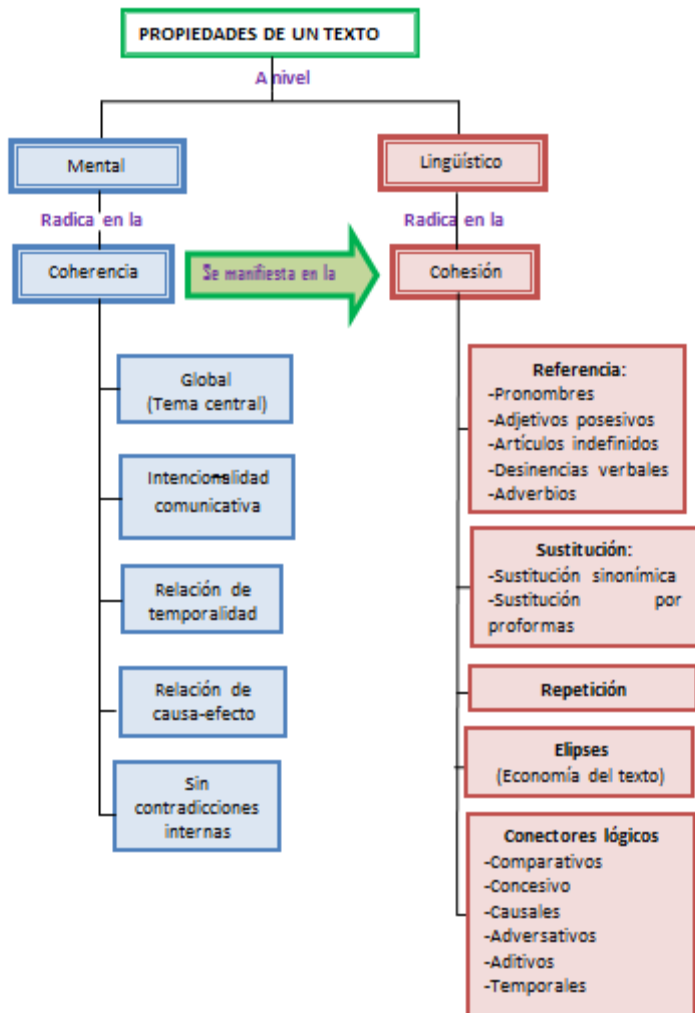 PROPIEDADES DE UN TEXTO
A nivel
Mental
Lingüístico
Radica en la
Radica en la
Coherencia
Se manifiesta en la
Cohesión
Global
(Tema central)
Intencionalidad
comunicativa
Relación de
temporalidad
Relación de
causa-efecto
Sin
contradicciones
internas
Referencia:
-Pronombres
-Adjetivos posesivos
-Artículos indefinidos
-Desinencias verbales
-Adverbios
Sustitución:
-Sustitución sinonímica
-Sustitución por
proformas
Repetición
Elipses
(Economía del texto)
Conectores lógicos
-Comparativos
-Concesivo
-Causales
-Adversativos
-Aditivos
-Temporales